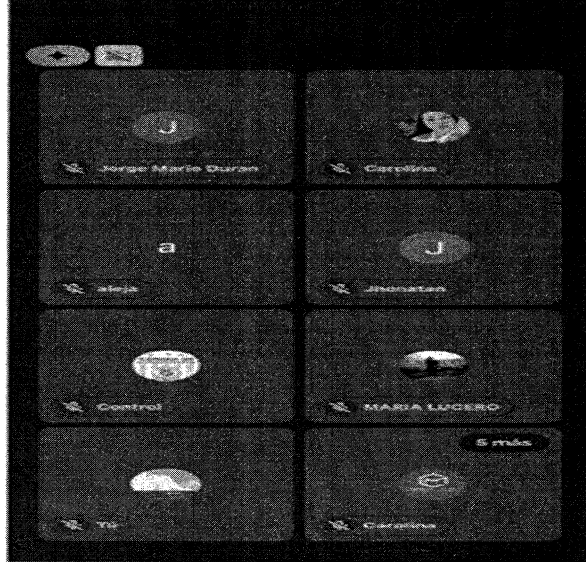 J
Jorge Mario Duran
Carolina
a
aleja
J
Jhonatan
Control
MARIA LUCERO
Tú
5 más
Carolina